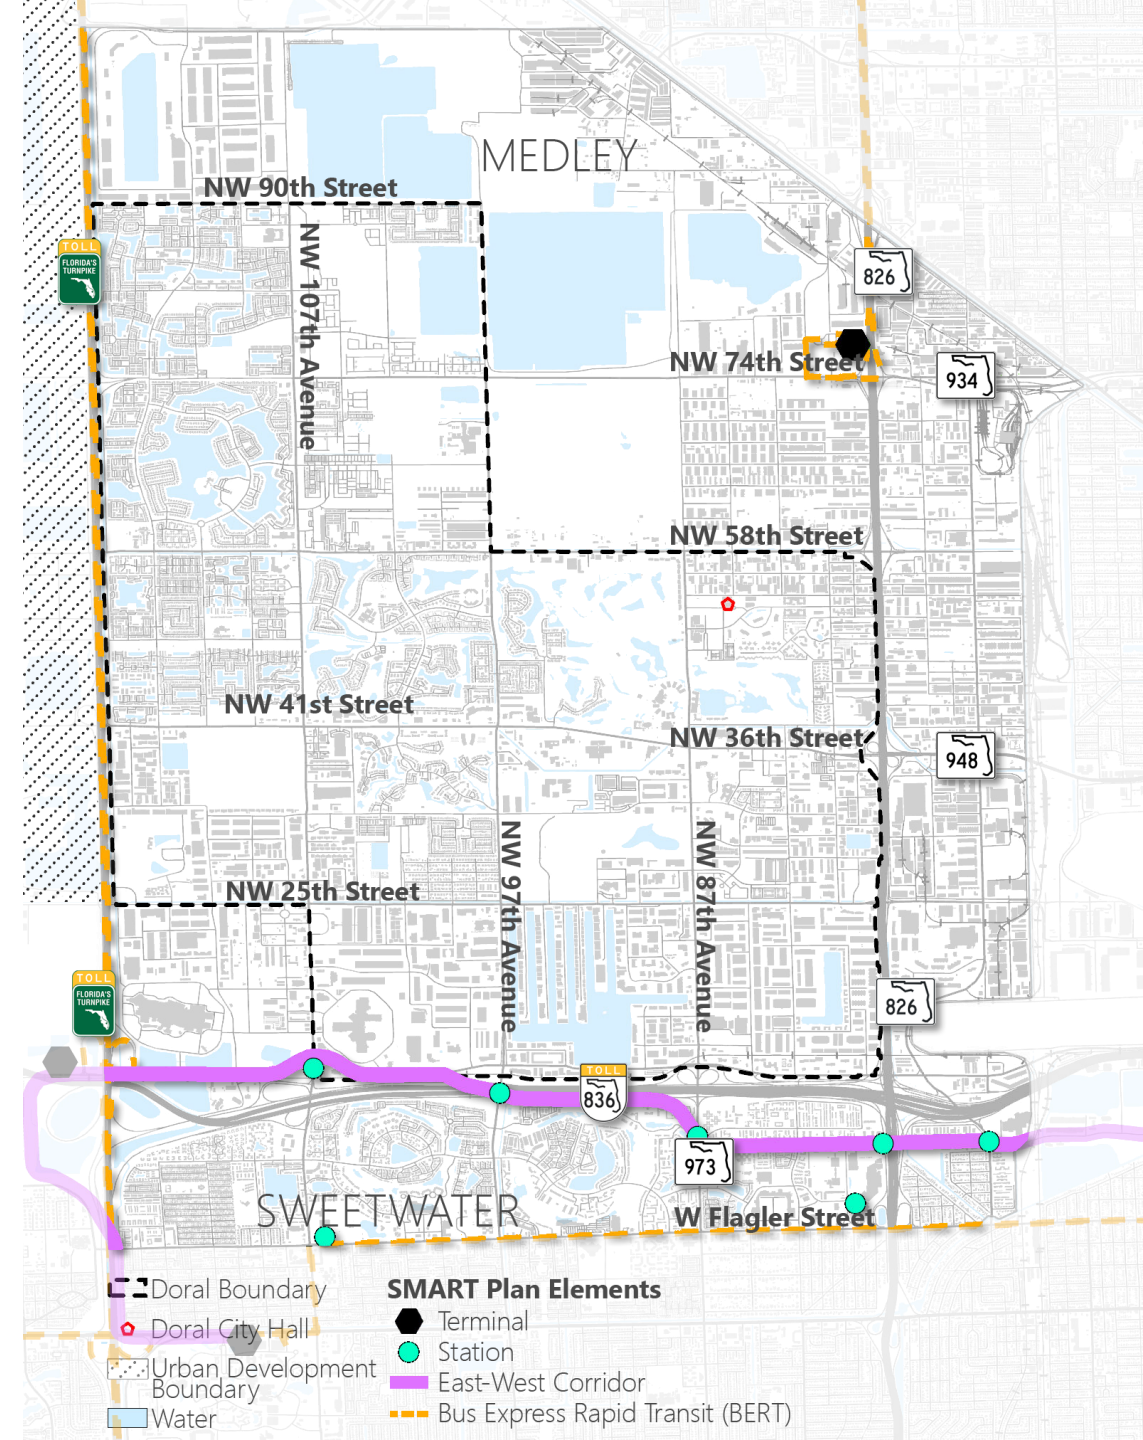 MEDLEY
NW 90th Street
TOLL
FLORIDA'S
TURNPIKE
NW 107th Avenue
826
NW 74th Street
934
NW 58th Street
NW 41st Street
NW 36th Street
948
NW 97th Avenue
NW 87th Avenue
NW 25th Street
TOLL
FLORIDA'S
TURNPIKE
826
TOLL
836
973
SWEETWATER
W Flagler Street
Doral Boundary
Doral City Hall
Urban Development
Boundary
Water
SMART Plan Elements
Terminal
Station
East-West Corridor
Bus Express Rapid Transit (BERT)